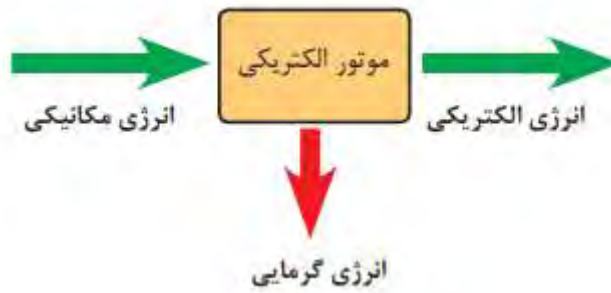 موتور الکتریکی
انرژی الکتریکی
انرژی مکانیکی
انرژی گرمایی